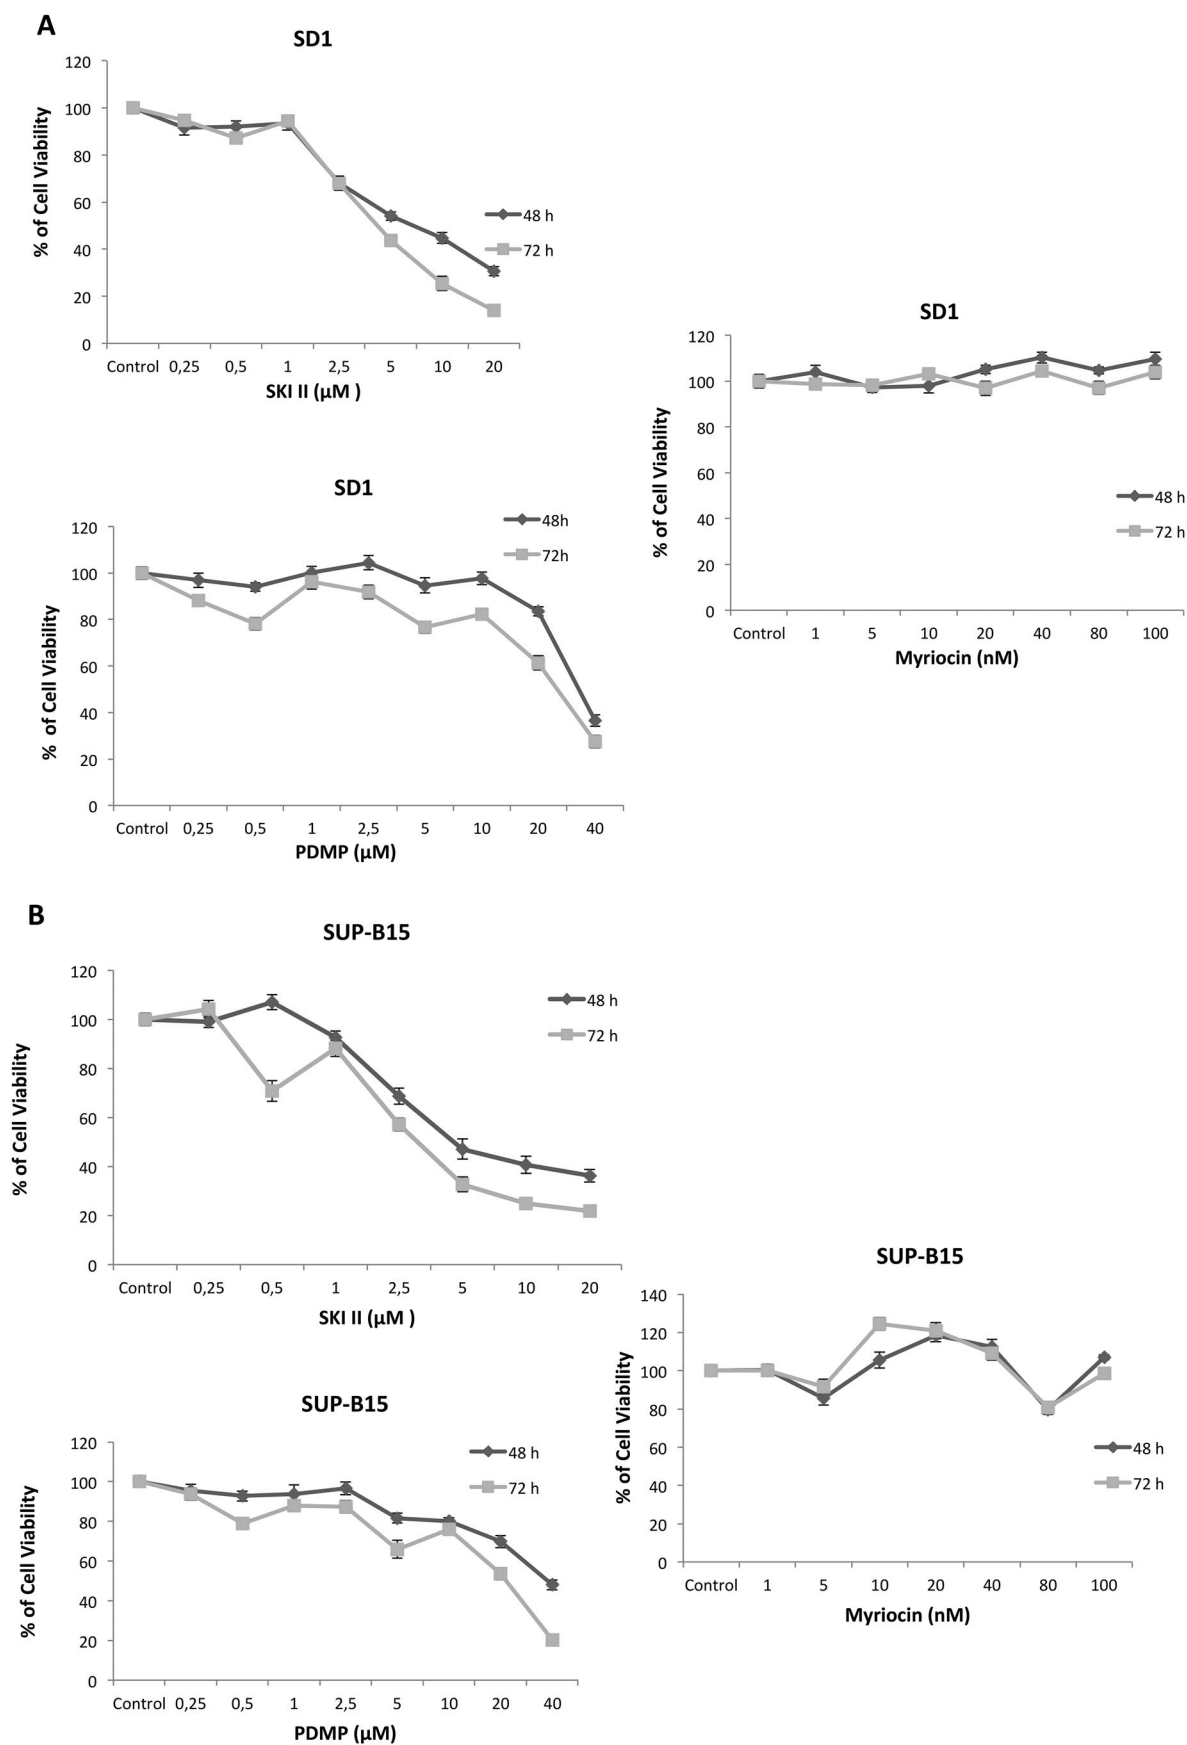 A
SD1
120
100
80
60
40
20
0
% of Cell Viability
48 h
72 h
Control 0,25 0,5 1 2,5 5 10 20
SKI II (µM )
SD1
120
100
80
60
40
20
0
% of Cell Viability
48 h
72 h
Control 1 5 10 20 40 80 100
Myriocin (nM)
SD1
120
100
80
60
40
20
0
% of Cell Viability
48h
72h
Control 0,25 0,5 1 2,5 5 10 20 40
PDMP (µM)
B
SUP-B15
120
100
80
60
40
20
0
% of Cell Viability
48 h
72 h
Control 0,25 0,5 1 2,5 5 10 20
SKI II (µM )
SUP-B15
140
120
100
80
60
40
20
0
% of Cell Viability
48 h
72 h
Control 1 5 10 20 40 80 100
Myriocin (nM)
SUP-B15
120
100
80
60
40
20
0
% of Cell Viability
48 h
72 h
Control 0,25 0,5 1 2,5 5 10 20 40
PDMP (µM)